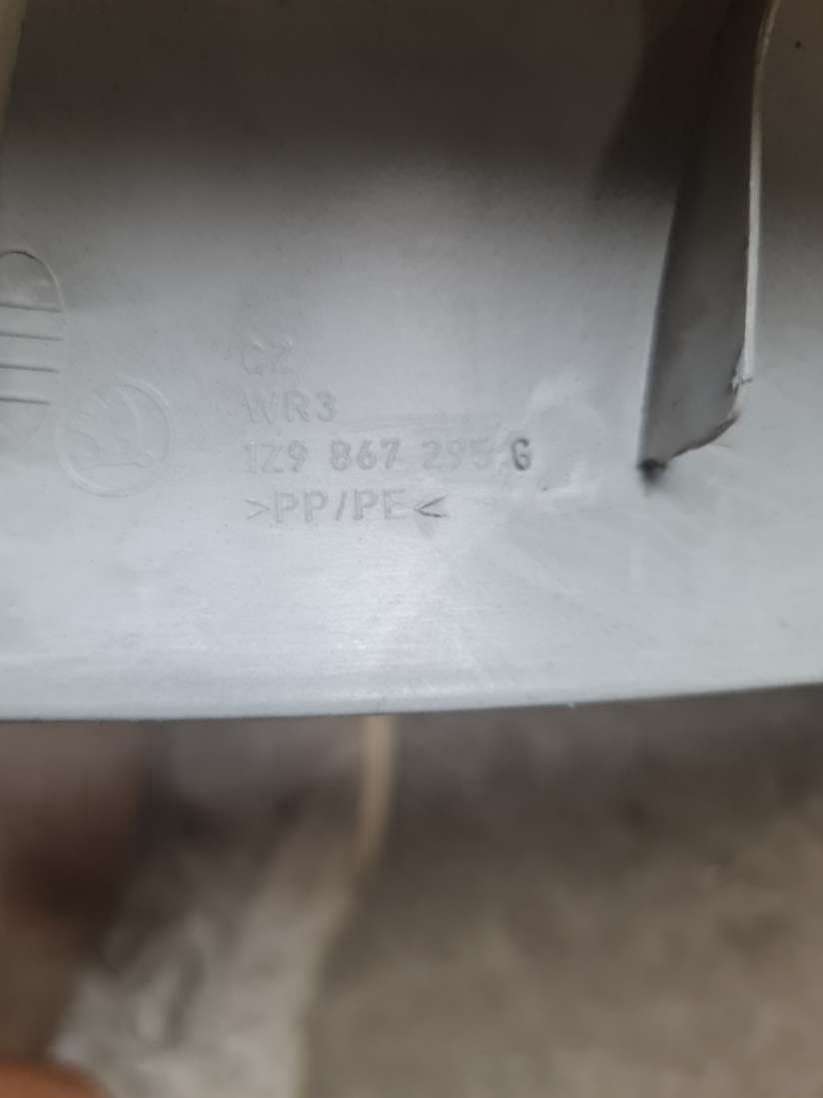 CZ
WR3
1Z9 867 295 G
>PP/PE<